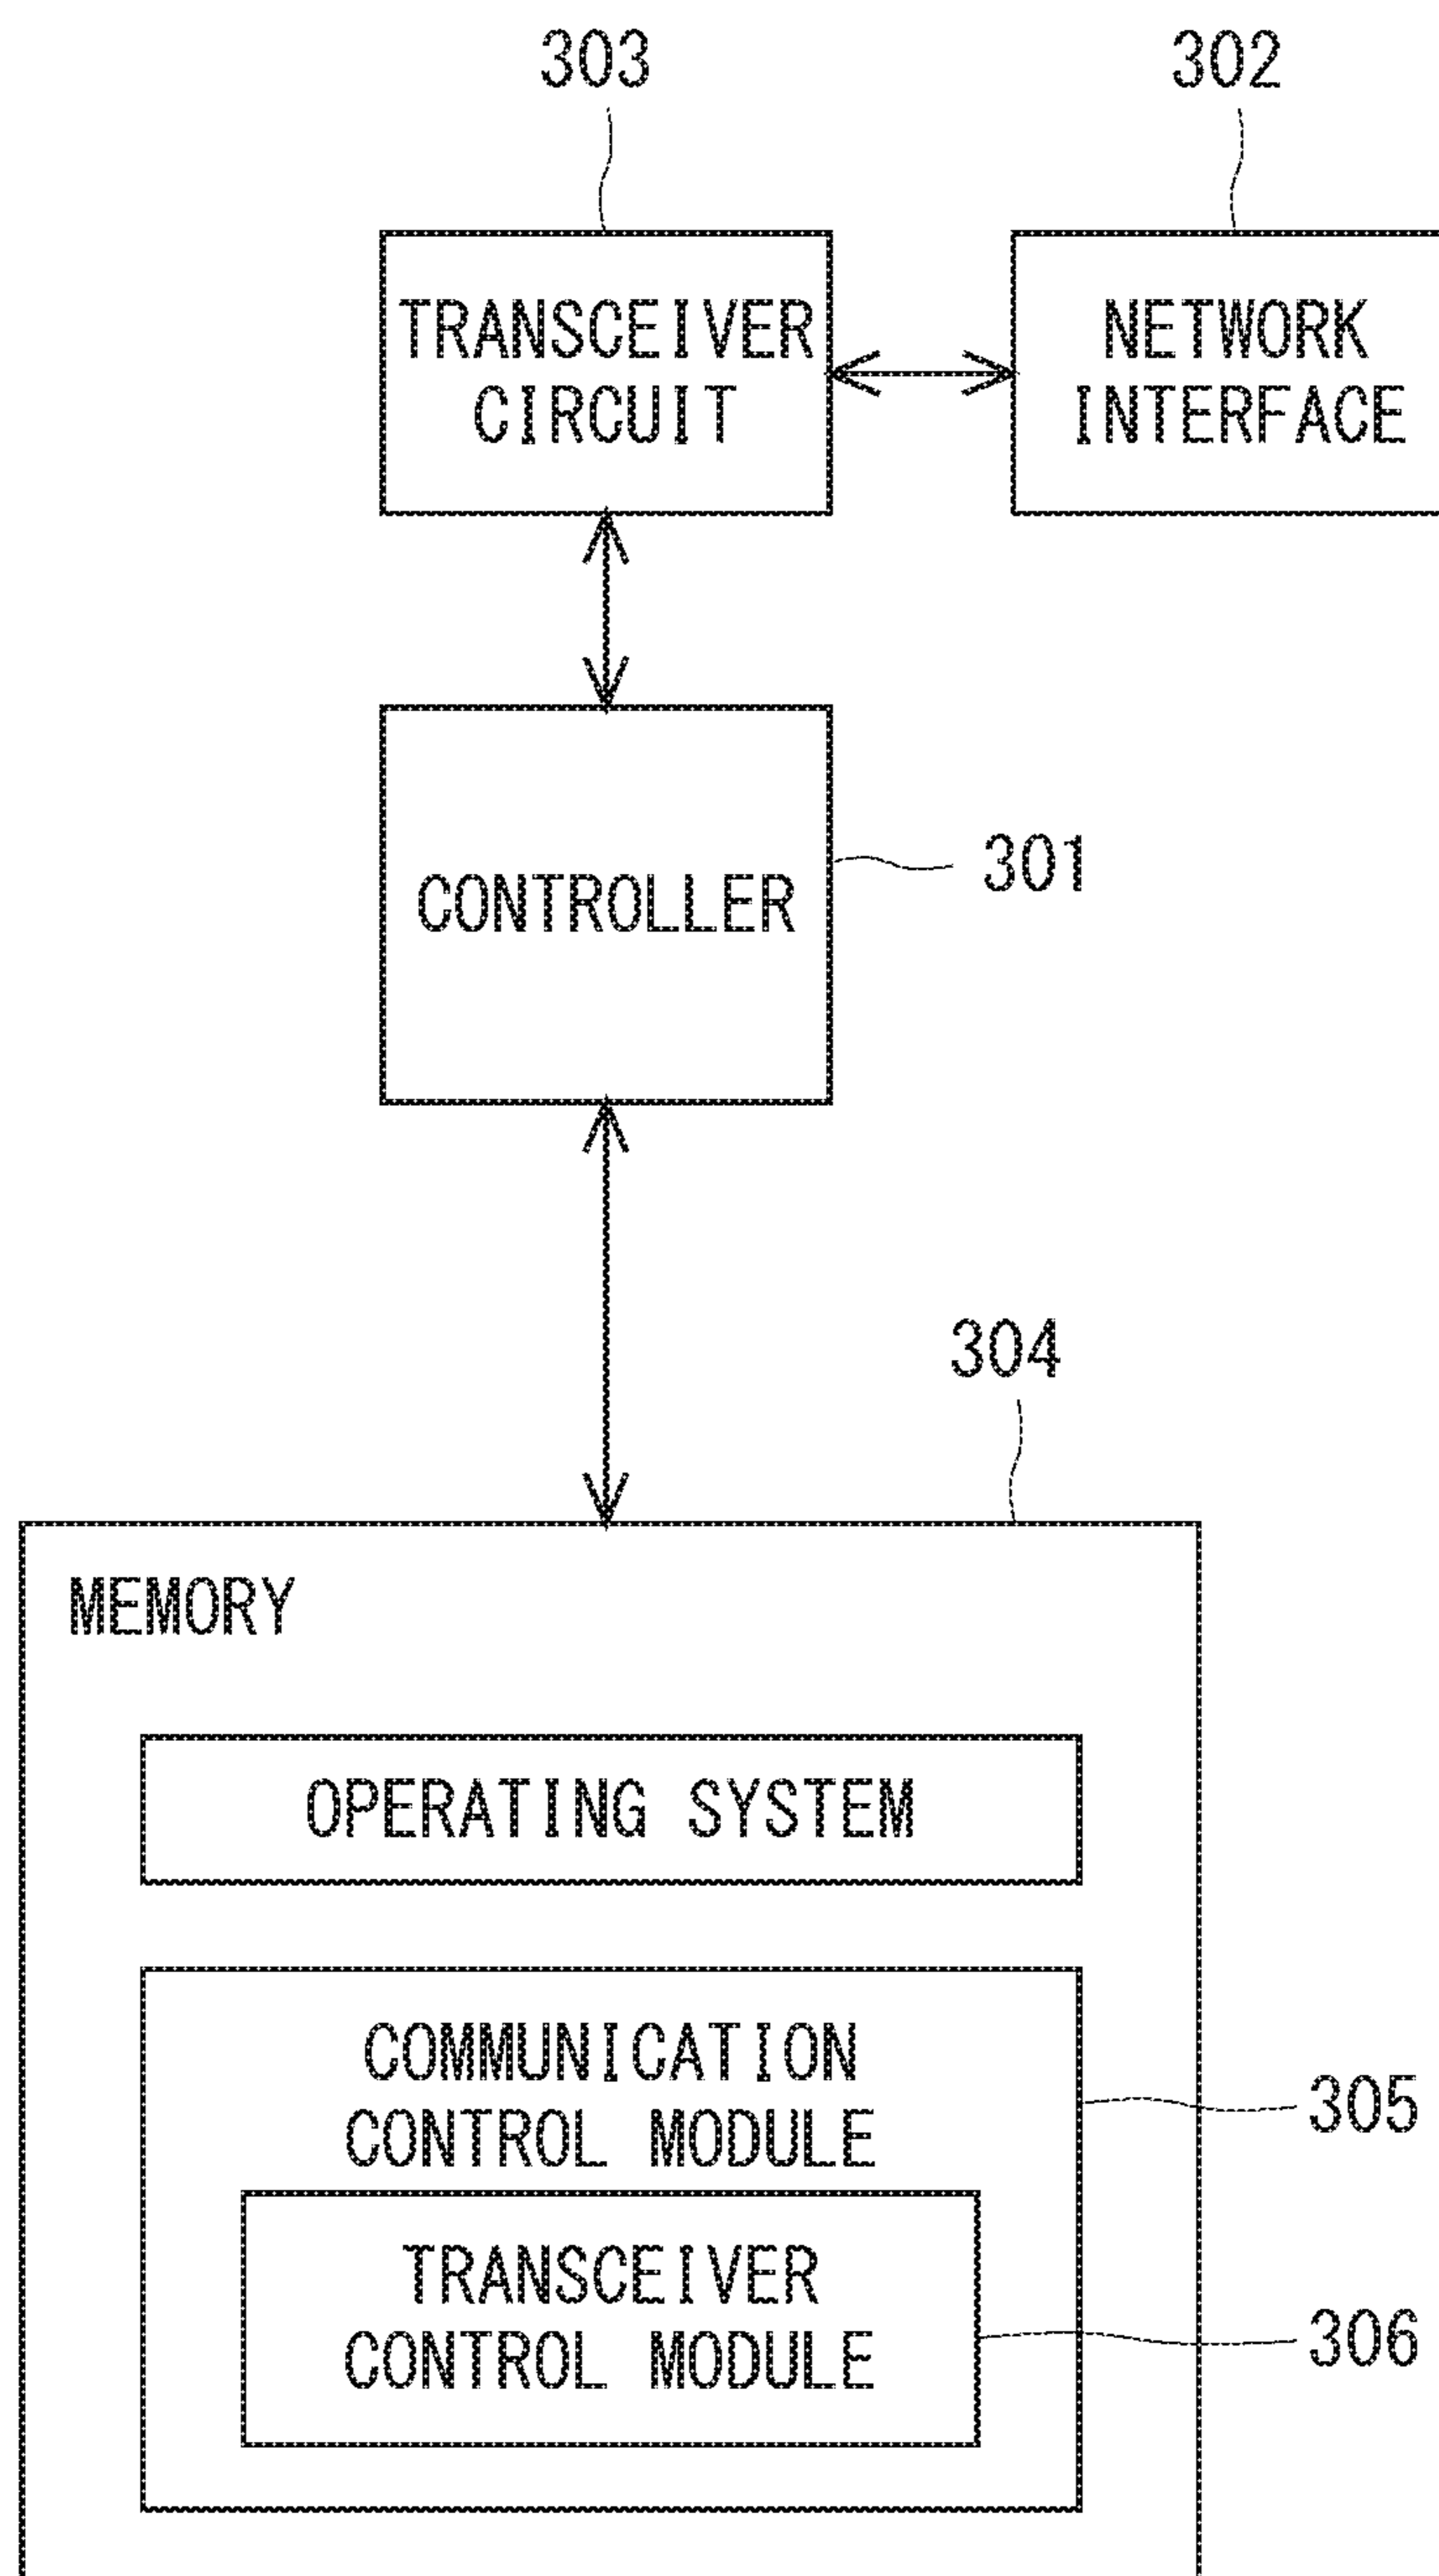 303
302
TRANSCEIVER
CIRCUIT
NETWORK
INTERFACE
CONTROLLER
301
304
MEMORY
OPERATING SYSTEM
COMMUNICATION
CONTROL MODULE
305
TRANSCEIVER
CONTROL MODULE
306